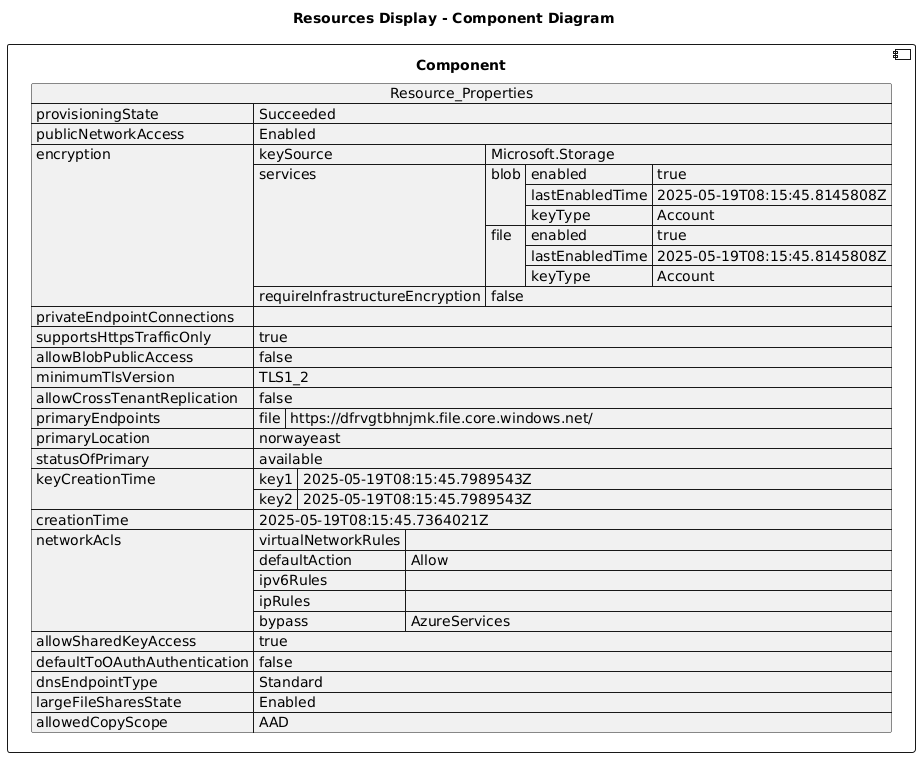 Resources Display - Component Diagram
Component
Resource_Properties
provisioningState Succeeded
publicNetworkAccess Enabled
encryption keySource Microsoft.Storage
services blob enabled true
lastEnabledTime 2025-05-19T08:15:45.8145808Z
keyType Account
file enabled true
lastEnabledTime 2025-05-19T08:15:45.8145808Z
keyType Account
requireInfrastructureEncryption false
privateEndpointConnections
supportsHttpsTrafficOnly true
allowBlobPublicAccess false
minimumTlsVersion TLS1_2
allowCrossTenantReplication false
primaryEndpoints file https://dfrvgtbhnjmk.file.core.windows.net/
primaryLocation norwayeast
statusOfPrimary available
keyCreationTime key1 2025-05-19T08:15:45.7989543Z
key2 2025-05-19T08:15:45.7989543Z
creationTime 2025-05-19T08:15:45.7364021Z
networkAcls virtualNetworkRules
defaultAction Allow
ipv6Rules
ipRules
bypass AzureServices
allowSharedKeyAccess true
defaultToOAuthAuthentication false
dnsEndpointType Standard
largeFileSharesState Enabled
allowedCopyScope AAD